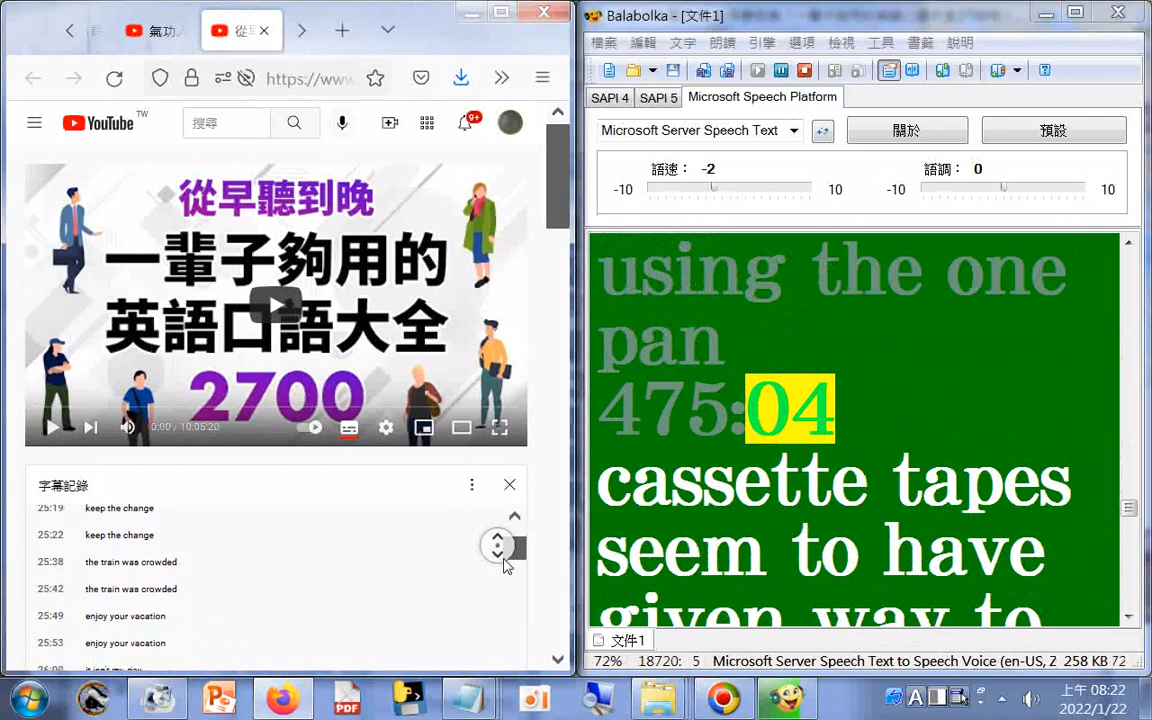 氣功
從
https://www
YouTube TW
搜尋
9+
從早聽到晚
一輩子夠用的
英語口語大全
2700
0:00 / 10:05:20
字幕記錄
25:19 keep the change
25:22 keep the change
25:38 the train was crowded
25:42 the train was crowded
25:49 enjoy your vacation
25:53 enjoy your vacation
Balabolka - [文件1]
檔案 編輯 文字 朗讀 引擎 選項 檢視 工具 書籤 說明
SAPI 4 SAPI 5 Microsoft Speech Platform
Microsoft Server Speech Text 關於 預設
語速： -2 語調： 0
-10 10 -10 10
using the one
pan
475:04
cassette tapes
seem to have
given way to
文件1
72% 18720: 5 Microsoft Server Speech Text to Speech Voice (en-US, Z 258 KB 72
PDF
A
上午 08:22
2022/1/22